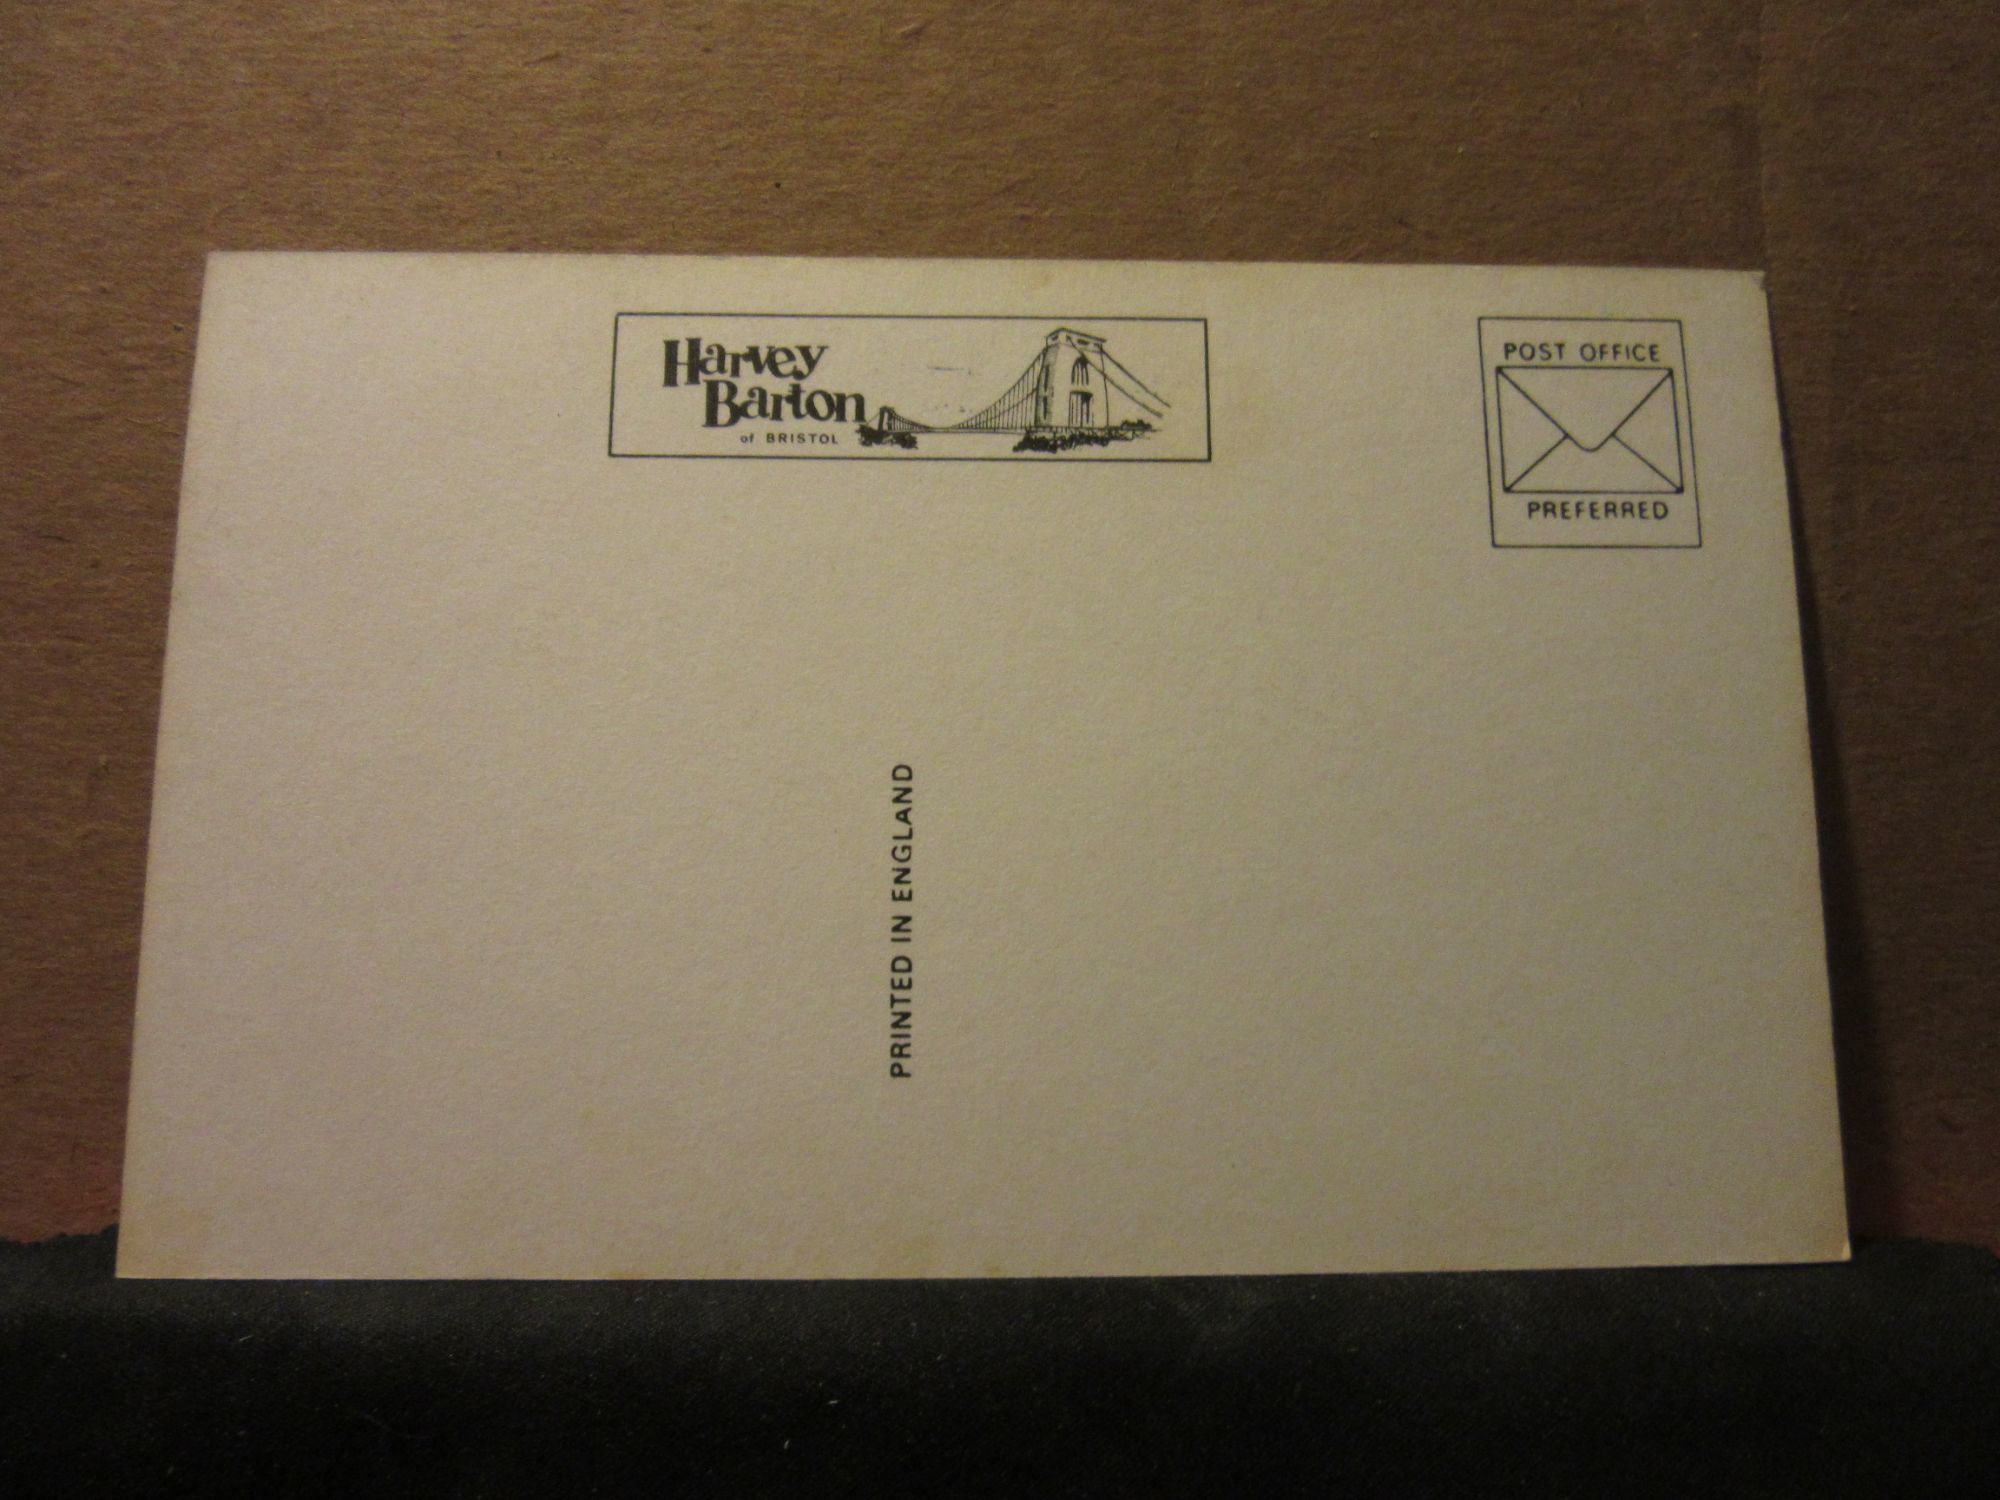 Harvey
Barton
of BRISTOL
POST OFFICE
PREFERRED
PRINTED IN ENGLAND